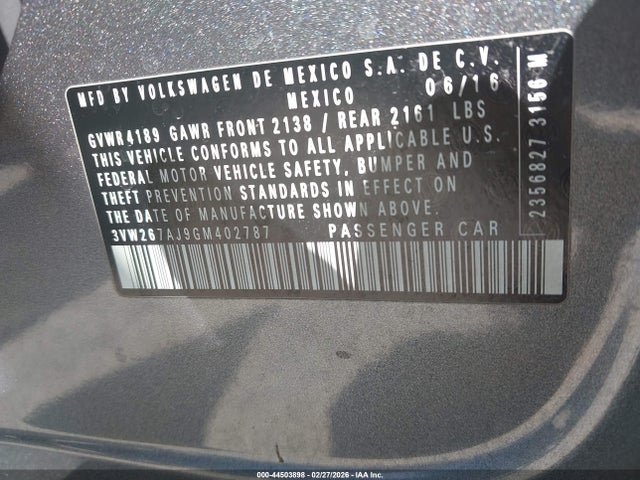 MFD BY VOLKSWAGEN DE MEXICO S.A. DE C.V.
MEXICO 06/16
GVWR4189 GAWR FRONT 2138 / REAR 2161 LBS
THIS VEHICLE CONFORMS TO ALL APPLICABLE U.S.
FEDERAL MOTOR VEHICLE SAFETY, BUMPER AND
THEFT PREVENTION STANDARDS IN EFFECT ON
THE DATE OF MANUFACTURE SHOWN ABOVE.
3VW267AJ9GM402787 PASSENGER CAR
2356827 3156 M
000-44503898 - 02/27/2026 - IAA Inc.